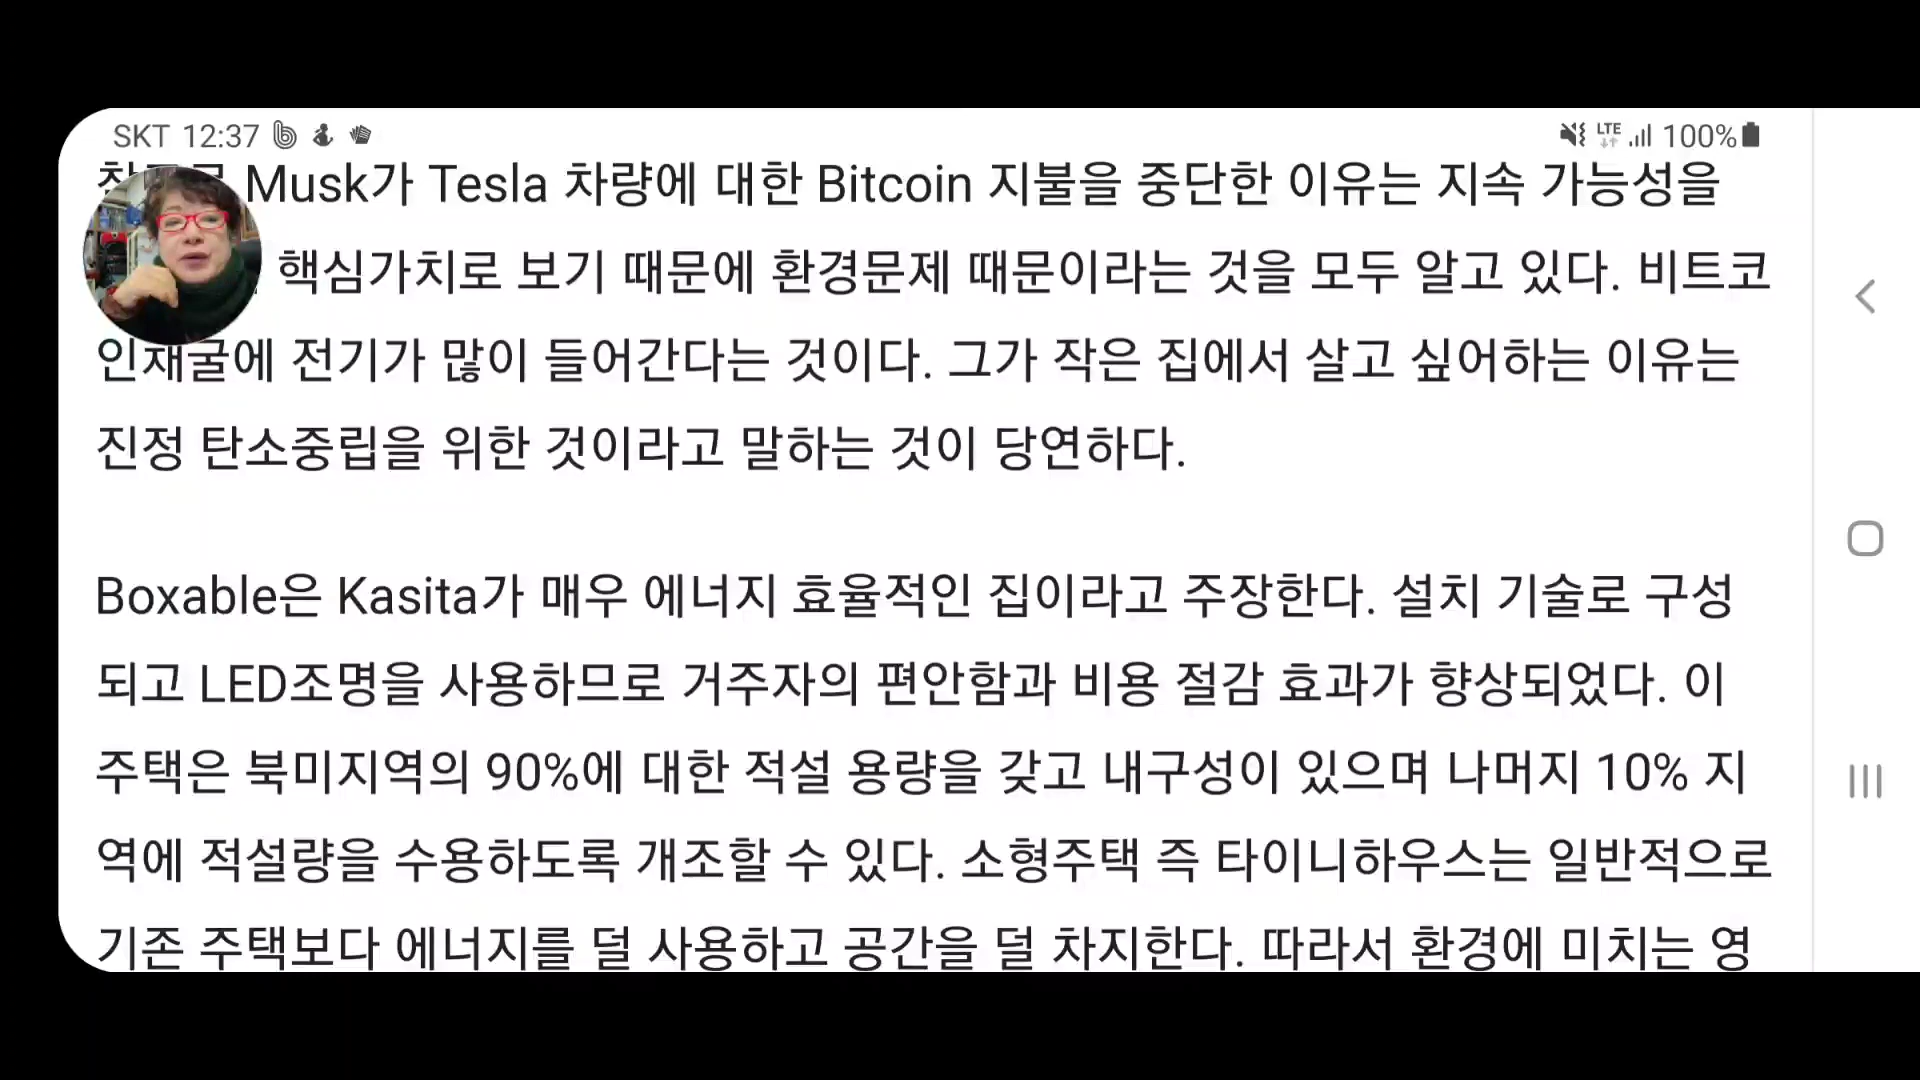 SKT 12:37 LTE 100%
Musk가 Tesla 차량에 대한 Bitcoin 지불을 중단한 이유는 지속 가능성을
핵심가치로 보기 때문에 환경문제 때문이라는 것을 모두 알고 있다. 비트코
인채굴에 전기가 많이 들어간다는 것이다. 그가 작은 집에서 살고 싶어하는 이유는
진정 탄소중립을 위한 것이라고 말하는 것이 당연하다.
Boxable은 Kasita가 매우 에너지 효율적인 집이라고 주장한다. 설치 기술로 구성
되고 LED조명을 사용하므로 거주자의 편안함과 비용 절감 효과가 향상되었다. 이
주택은 북미지역의 90%에 대한 적설 용량을 갖고 내구성이 있으며 나머지 10% 지
역에 적설량을 수용하도록 개조할 수 있다. 소형주택 즉 타이니하우스는 일반적으로
기존 주택보다 에너지를 덜 사용하고 공간을 덜 차지한다. 따라서 환경에 미치는 영